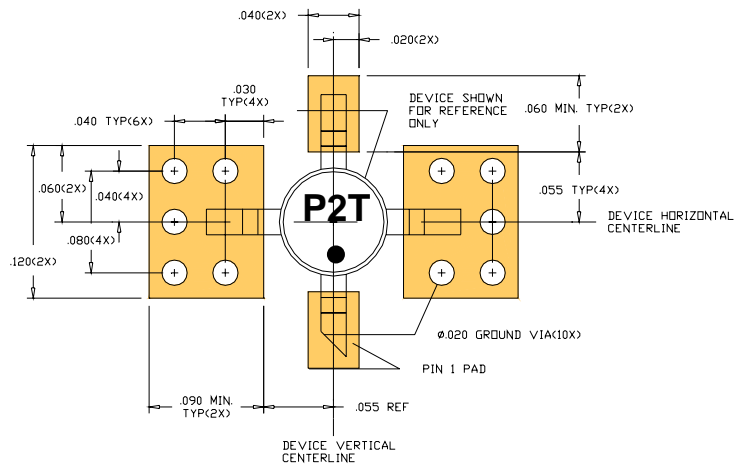 .040(2X)
.020(2X)
.030
TYP(4X)
DEVICE SHOWN
FOR REFERENCE
ONLY
.060 MIN. TYP(2X)
.040 TYP(6X)
.060(2X)
.040(4X)
.055 TYP(4X)
P2T
DEVICE HORIZONTAL
CENTERLINE
.080(4X)
.120(2X)
Ø.020 GROUND VIA(10X)
PIN 1 PAD
.090 MIN.
TYP(2X)
.055 REF
DEVICE VERTICAL
CENTERLINE